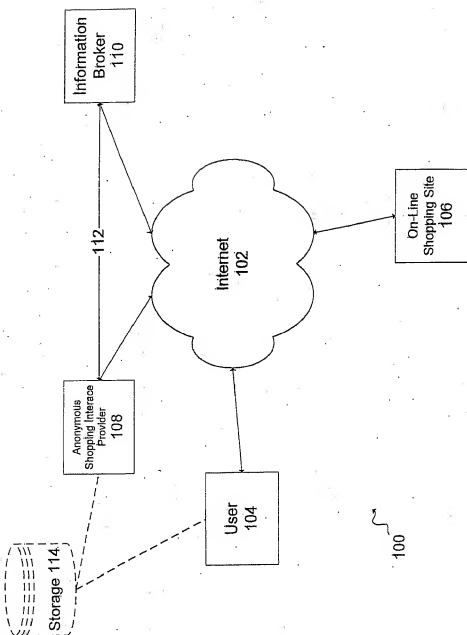 Storage 114
Anonymous
Shopping Interace
Provider
108
112
Information
Broker
110
User
104
Internet
102
On-Line
Shopping Site
106
100